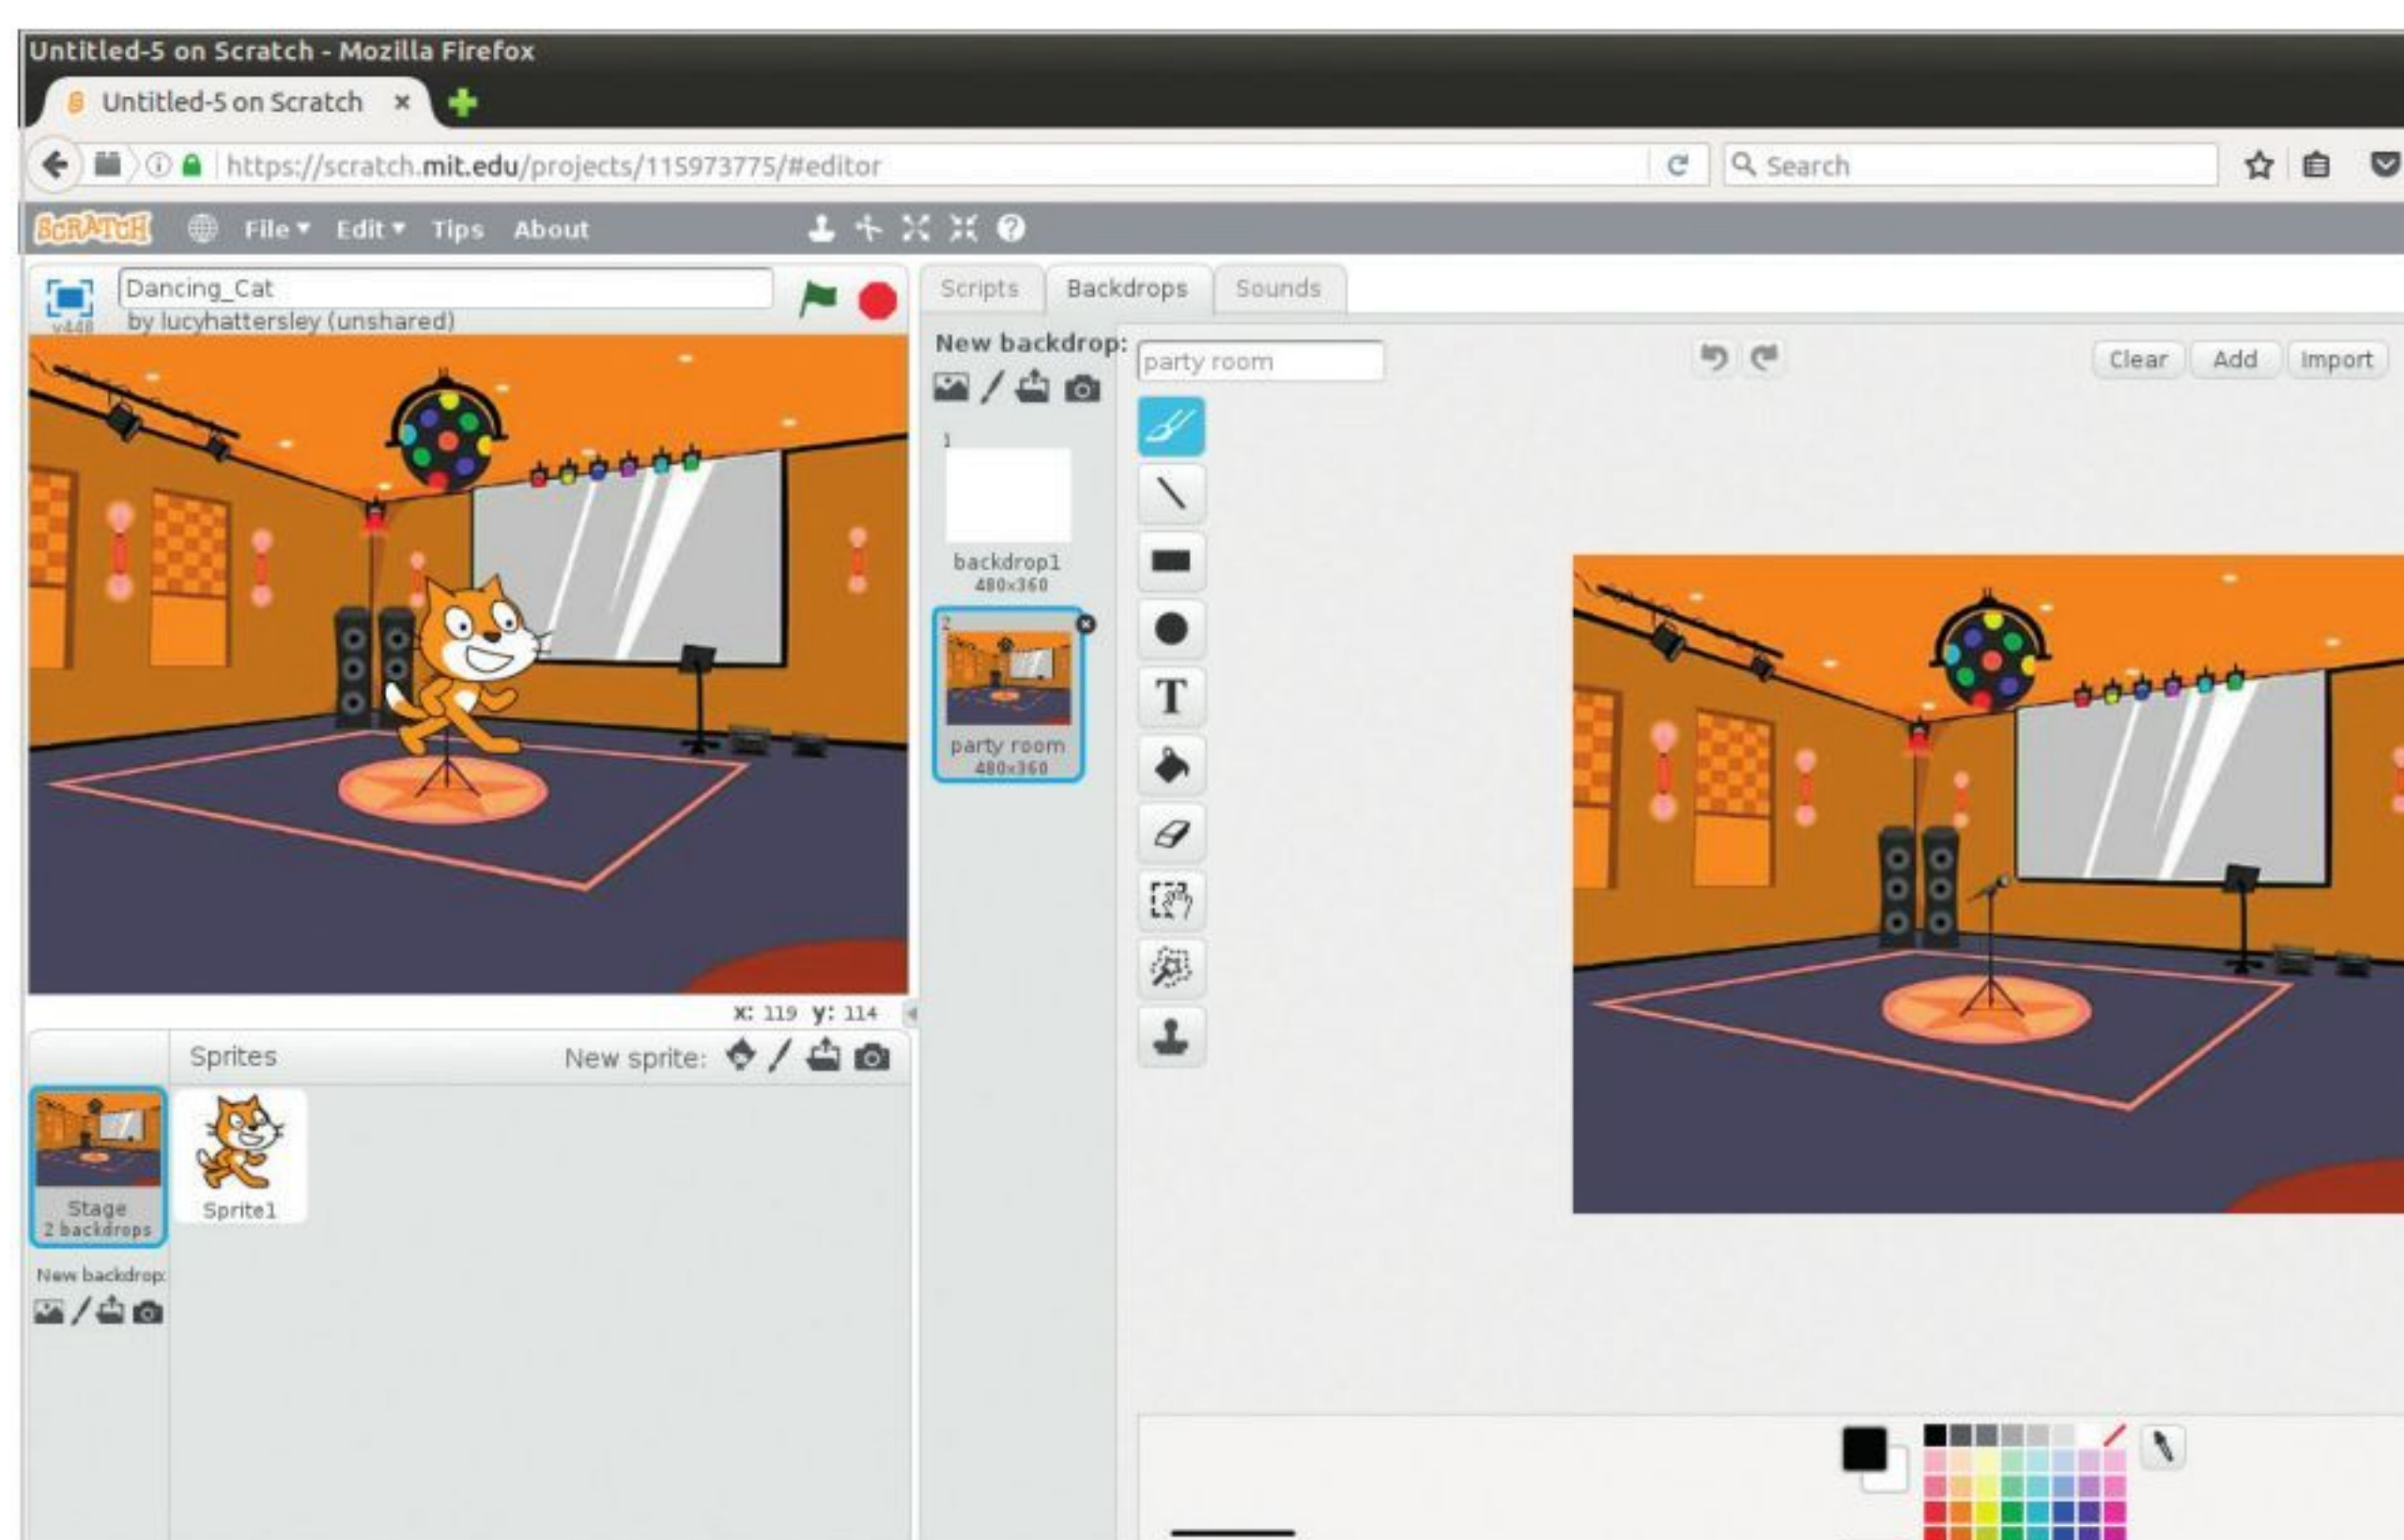 Untitled-5 on Scratch - Mozilla Firefox
Untitled-5 on Scratch
https://scratch.mit.edu/projects/115973775/#editor
Search
SCRATCH File Edit Tips About
Dancing_Cat
v448 by lucyhattersley (unshared)
Scripts Backdrops Sounds
New backdrop:
party room
Clear Add Import
1
backdrop1
480x360
2
party room
480x360
T
x: 119 y: 114
Sprites New sprite:
Stage
2 backdrops
Sprite1
New backdrop: